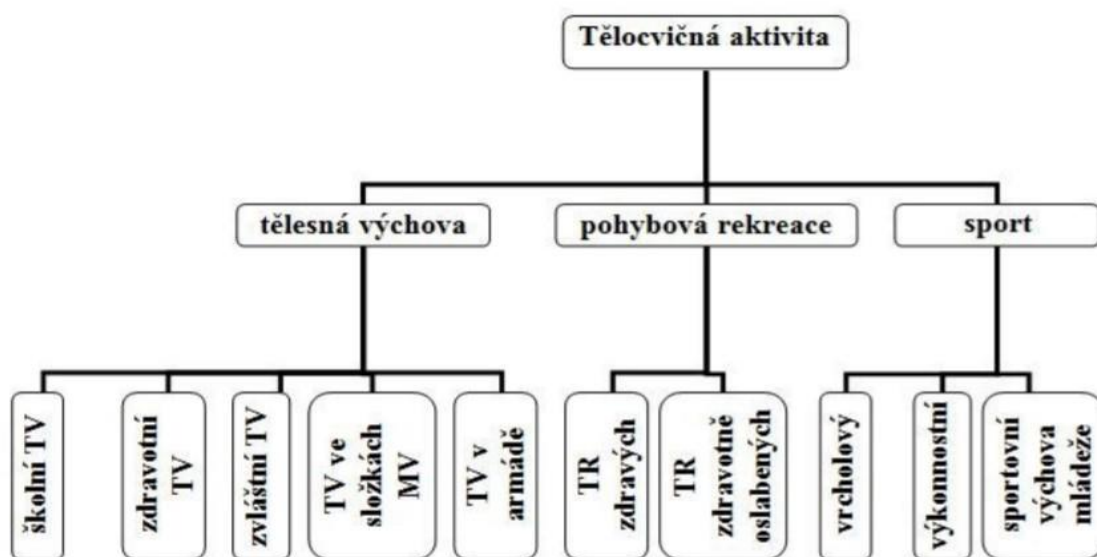 Tělocvičná aktivita
tělesná výchova
pohybová rekreace
sport
školní TV
zdravotní
TV
zvláštní TV
TV ve
složkách
MV
TV v
armádě
TR
zdravých
TR
zdravotně
oslabených
vrcholový
výkonnostní
sportovní
výchova
mládeže